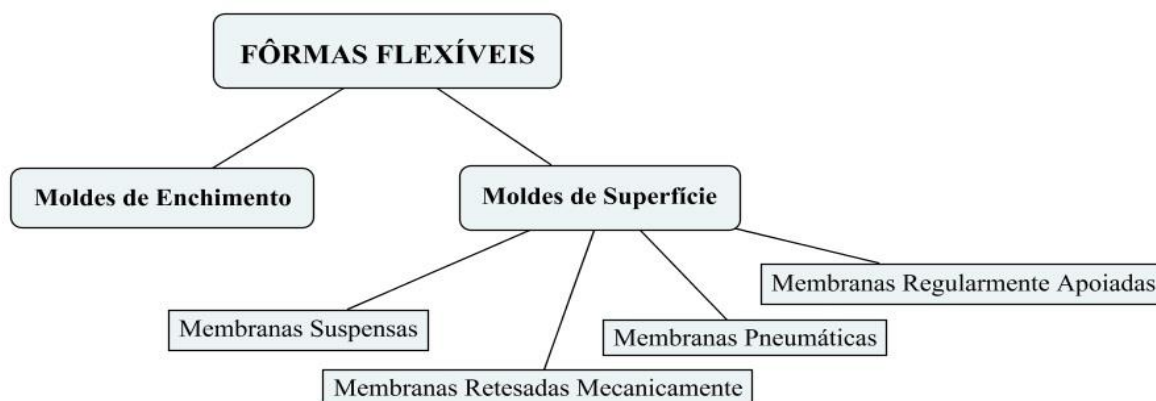 FÔRMAS FLEXÍVEIS
Moldes de Enchimento
Moldes de Superfície
Membranas Regularmente Apoiadas
Membranas Suspensas
Membranas Pneumáticas
Membranas Retesadas Mecanicamente